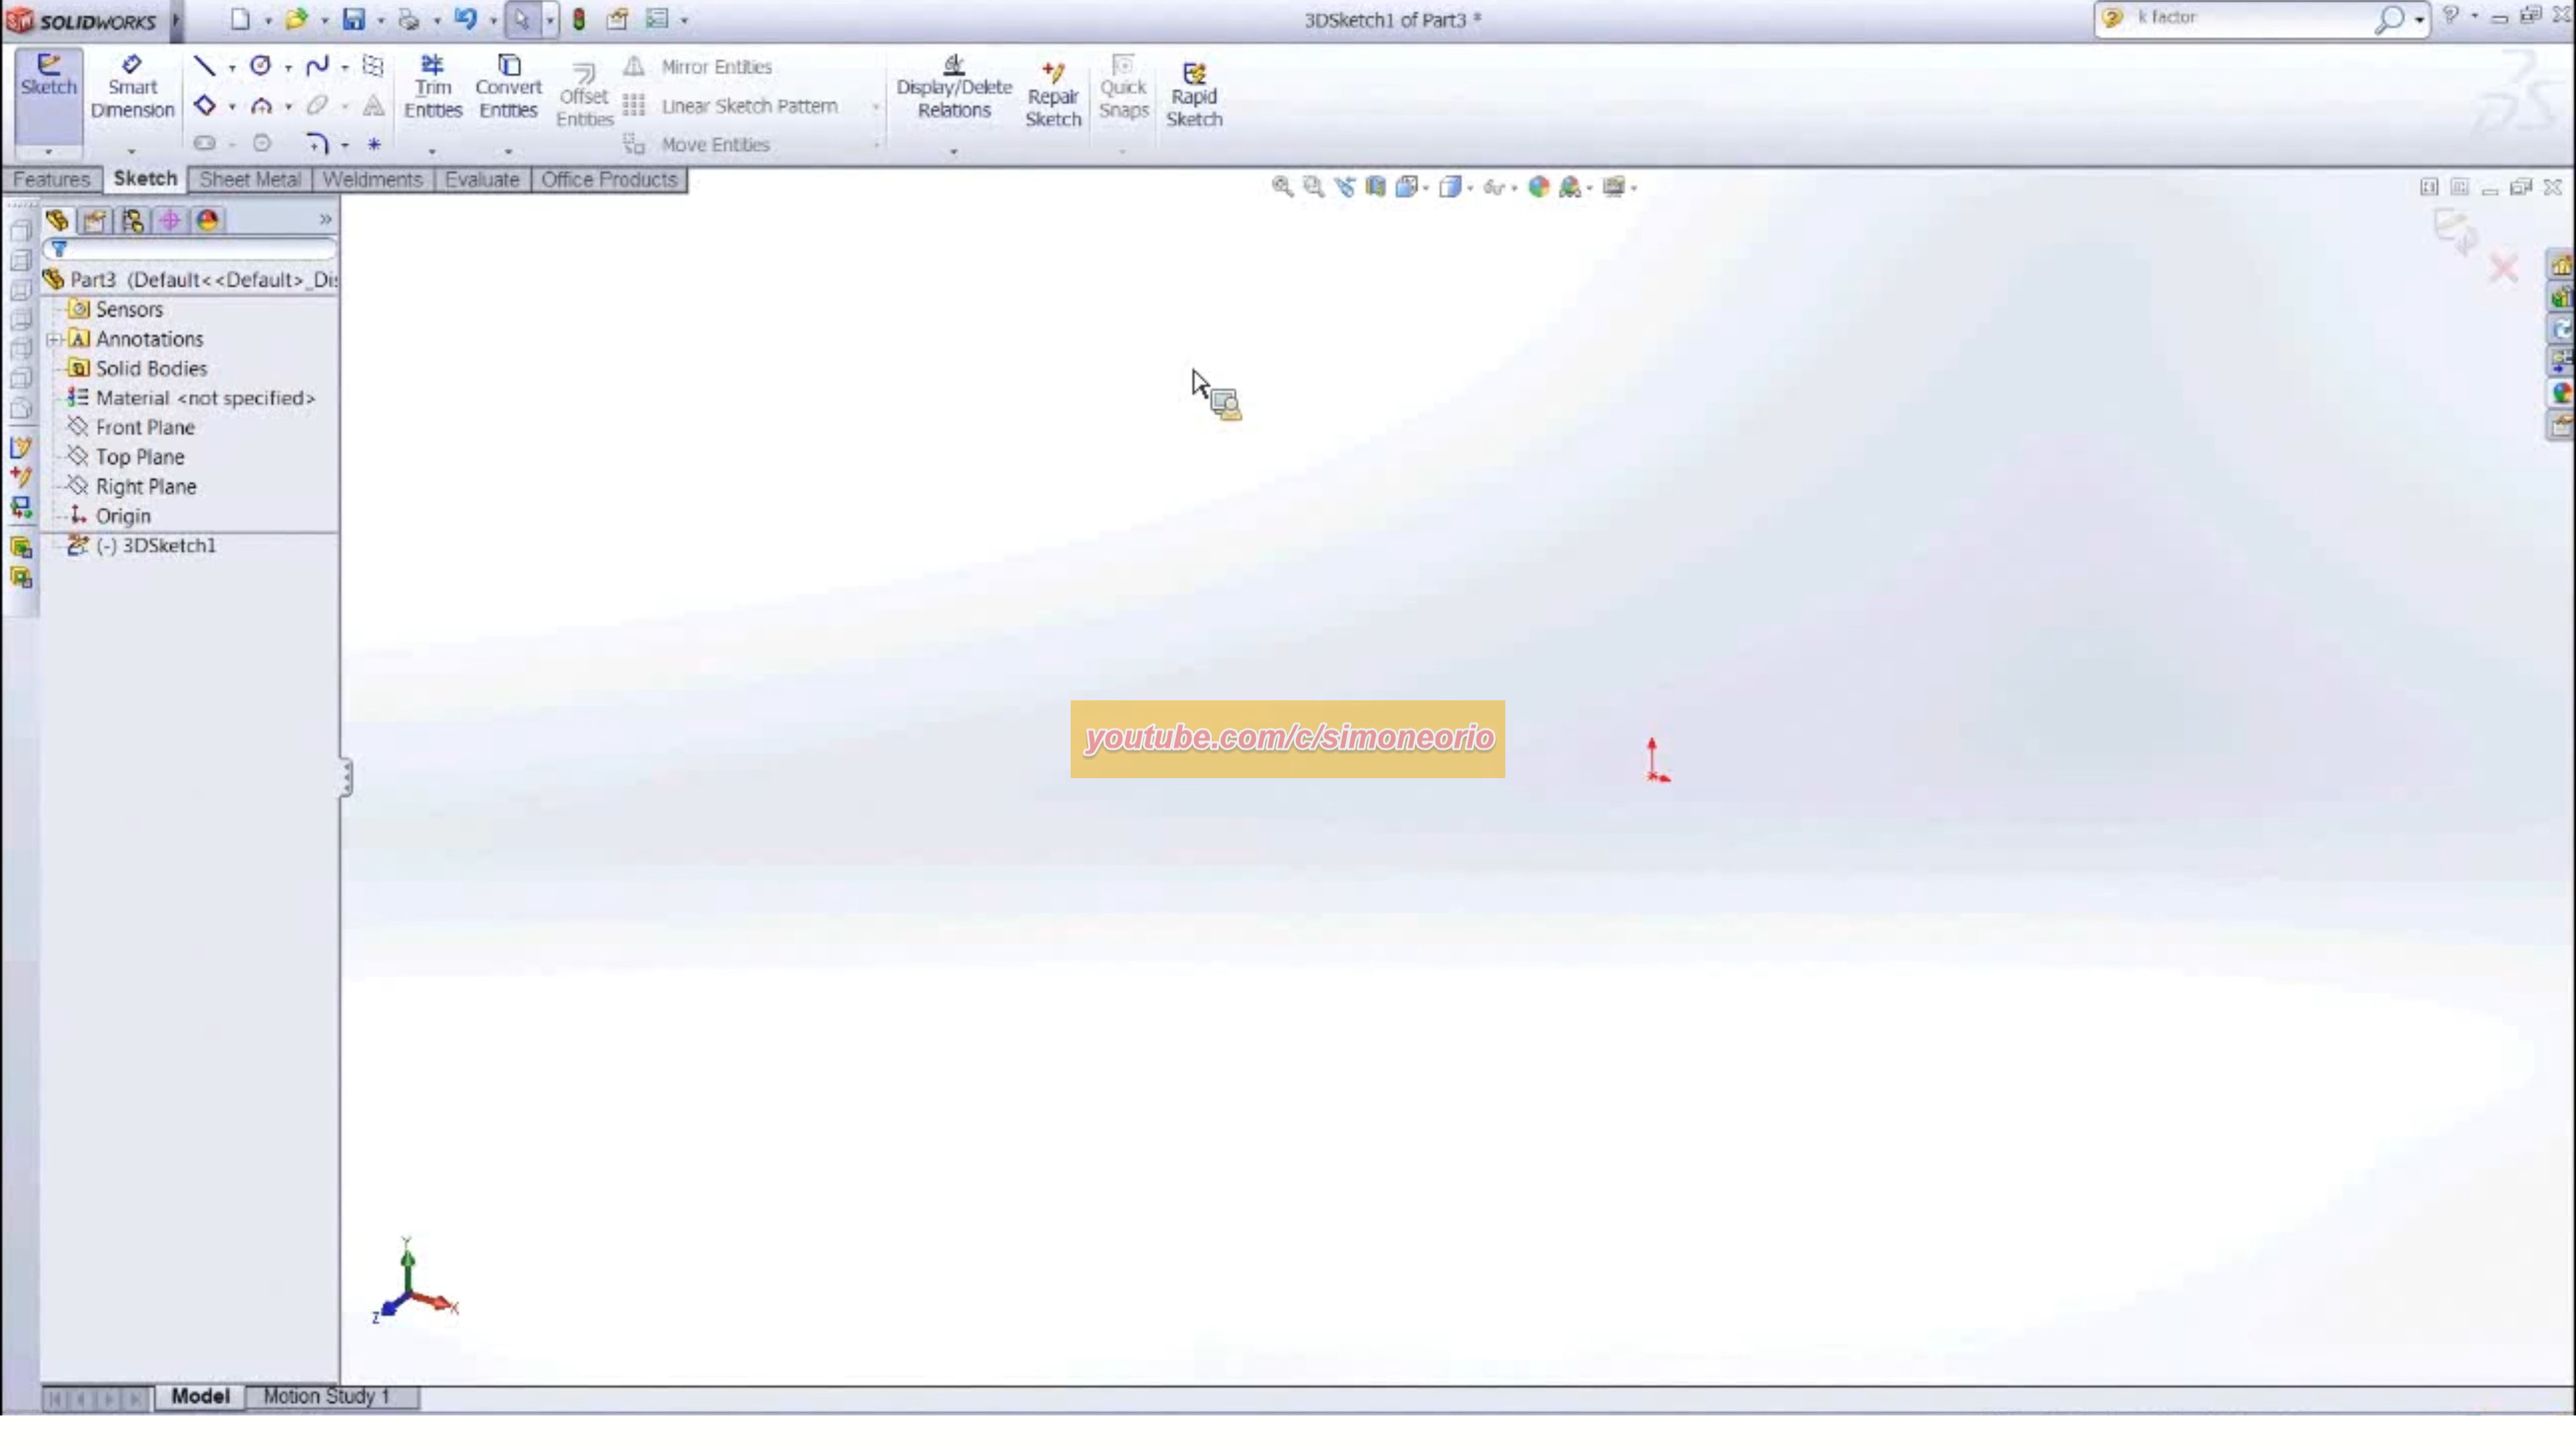 SOLIDWORKS
3DSketch1 of Part3 *
k factor
Sketch
Smart Dimension
Trim Entities
Convert Entities
Offset Entities
Mirror Entities
Linear Sketch Pattern
Move Entities
Display/Delete Relations
Repair Sketch
Quick Snaps
Rapid Sketch
Features
Sketch
Sheet Metal
Weldments
Evaluate
Office Products
Part3 (Default<<Default>_Dis
Sensors
Annotations
Solid Bodies
Material <not specified>
Front Plane
Top Plane
Right Plane
Origin
(-) 3DSketch1
youtube.com/c/simoneorio
Y
X
Z
Model
Motion Study 1